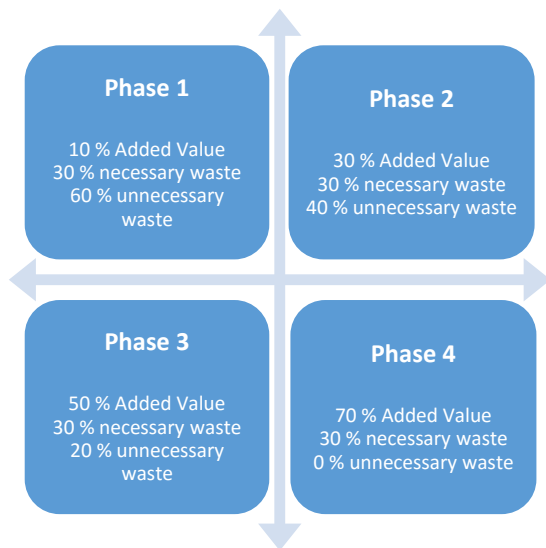 Phase 1
10 % Added Value
30 % necessary waste
60 % unnecessary
waste
Phase 2
30 % Added Value
30 % necessary waste
40 % unnecessary waste
Phase 3
50 % Added Value
30 % necessary waste
20 % unnecessary
waste
Phase 4
70 % Added Value
30 % necessary waste
0 % unnecessary waste